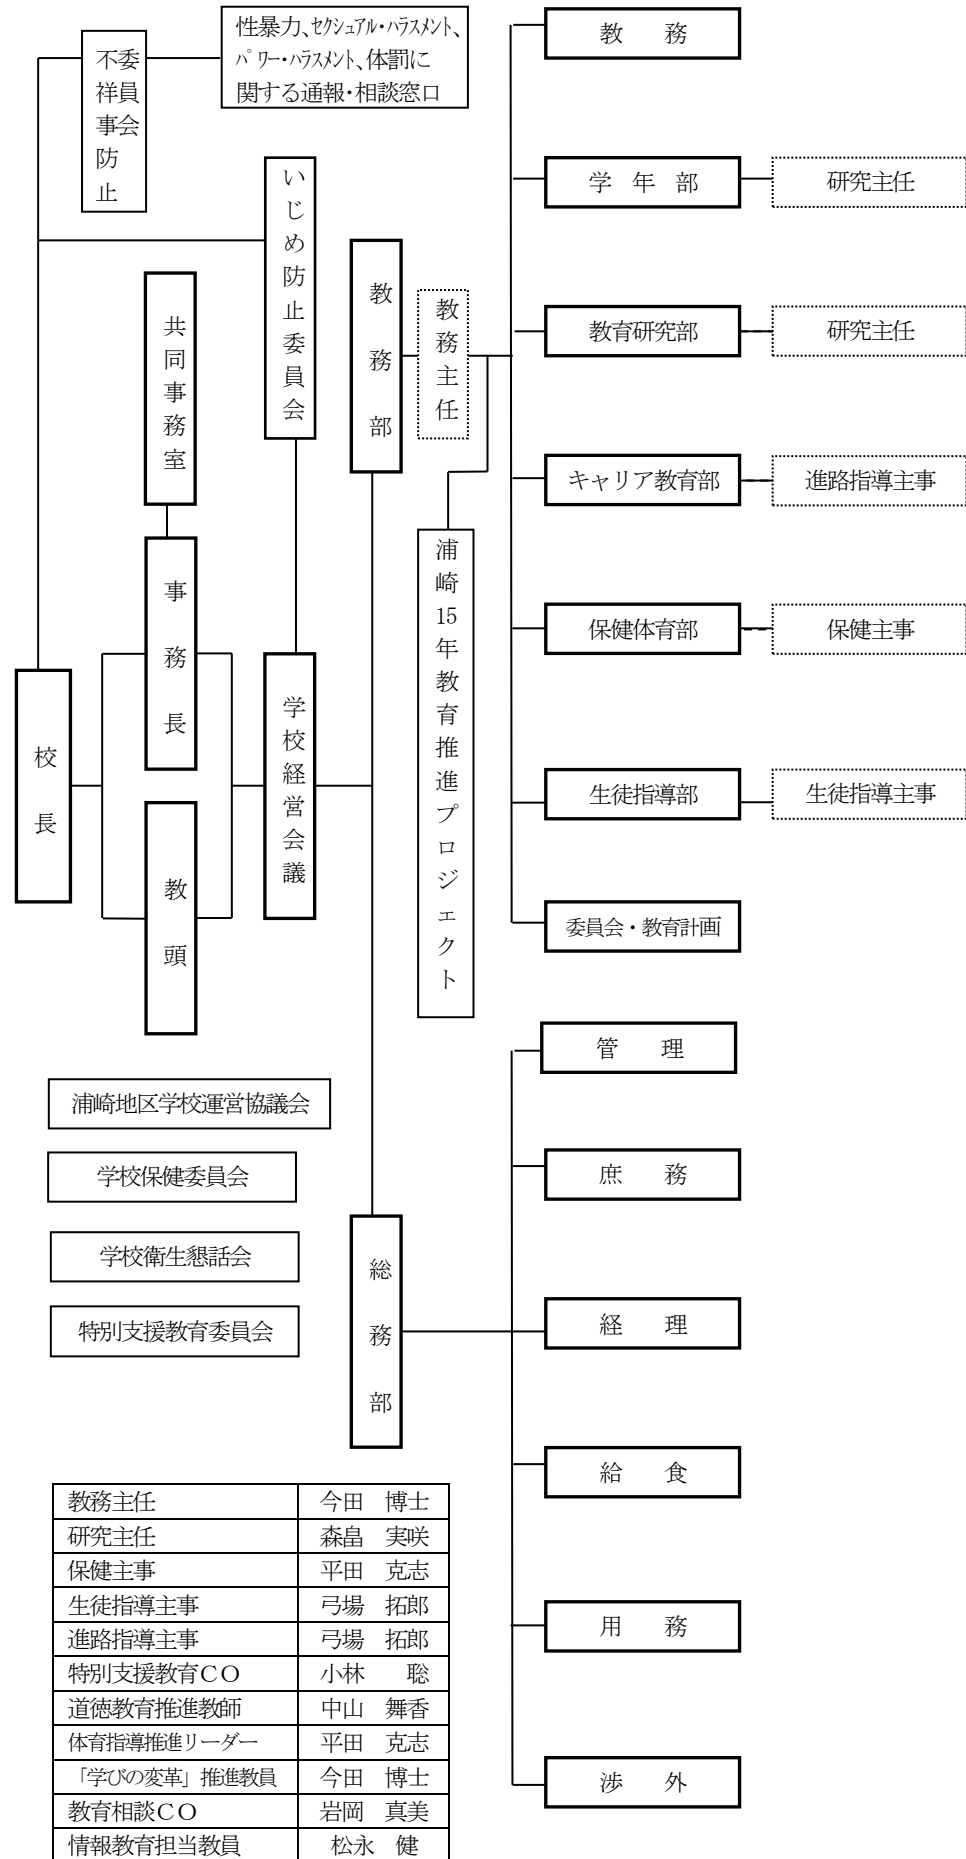 不祥事防止
委員会
性暴力、セクシュアル・ハラスメント、
パワー・ハラスメント、体罰に
関する通報・相談窓口
いじめ防止委員会
共同事務室
事務長
校長
教頭
学校経営会議
教務部
教務主任
浦崎15年教育推進プロジェクト
教　務
学　年　部
研究主任
教育研究部
研究主任
キャリア教育部
進路指導主事
保健体育部
保健主事
生徒指導部
生徒指導主事
委員会・教育計画
浦崎地区学校運営協議会
学校保健委員会
学校衛生懇話会
特別支援教育委員会
総務部
管　理
庶　務
経　理
給　食
用　務
渉　外
教務主任　今田　博士
研究主任　森畠　実咲
保健主事　平田　克志
生徒指導主事　弓場　拓郎
進路指導主事　弓場　拓郎
特別支援教育ＣＯ　小林　聡
道徳教育推進教師　中山　舞香
体育指導推進リーダー　平田　克志
「学びの変革」推進教員　今田　博士
教育相談ＣＯ　岩岡　真美
情報教育担当教員　松永　健